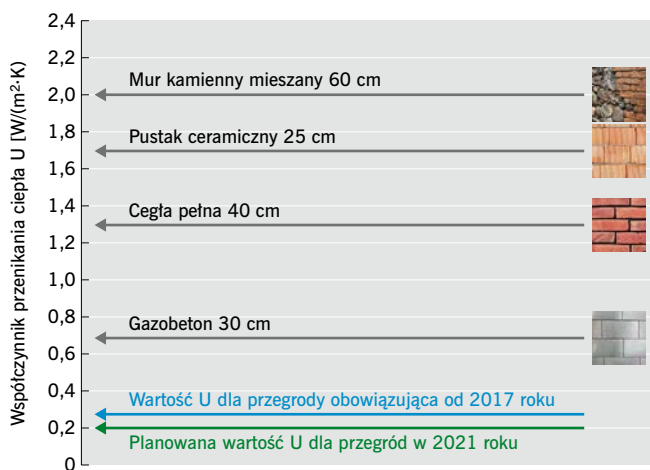 Współczynnik przenikania ciepła U [W/(m²·K]
2,4
2,2
2.0
1.8
1.6
1,4
1,2
1,0
0,8
0,6
0,4
0,2
0
Mur kamienny mieszany 60 cm
Pustak ceramiczny 25 cm
Cegła pełna 40 cm
Gazobeton 30 cm
Wartość U dla przegrody obowiązująca od 2017 roku
Planowana wartość U dla przegród w 2021 roku